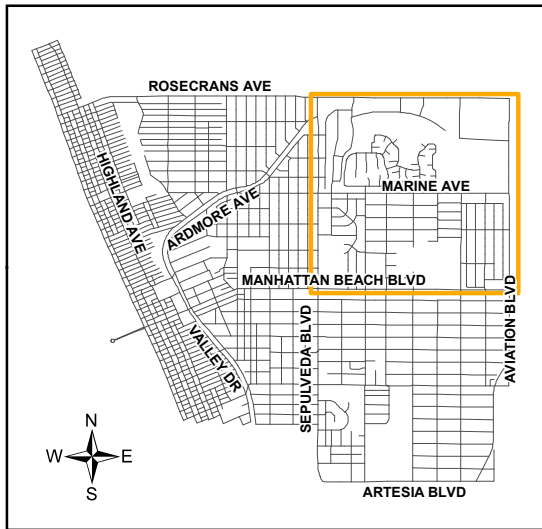 ROSECRANS AVE
HIGHLAND AVE
ARDMORE AVE
MARINE AVE
MANHATTAN BEACH BLVD
VALLEY DR
SEPULVEDA BLVD
AVIATION BLVD
N
W E
S
ARTESIA BLVD